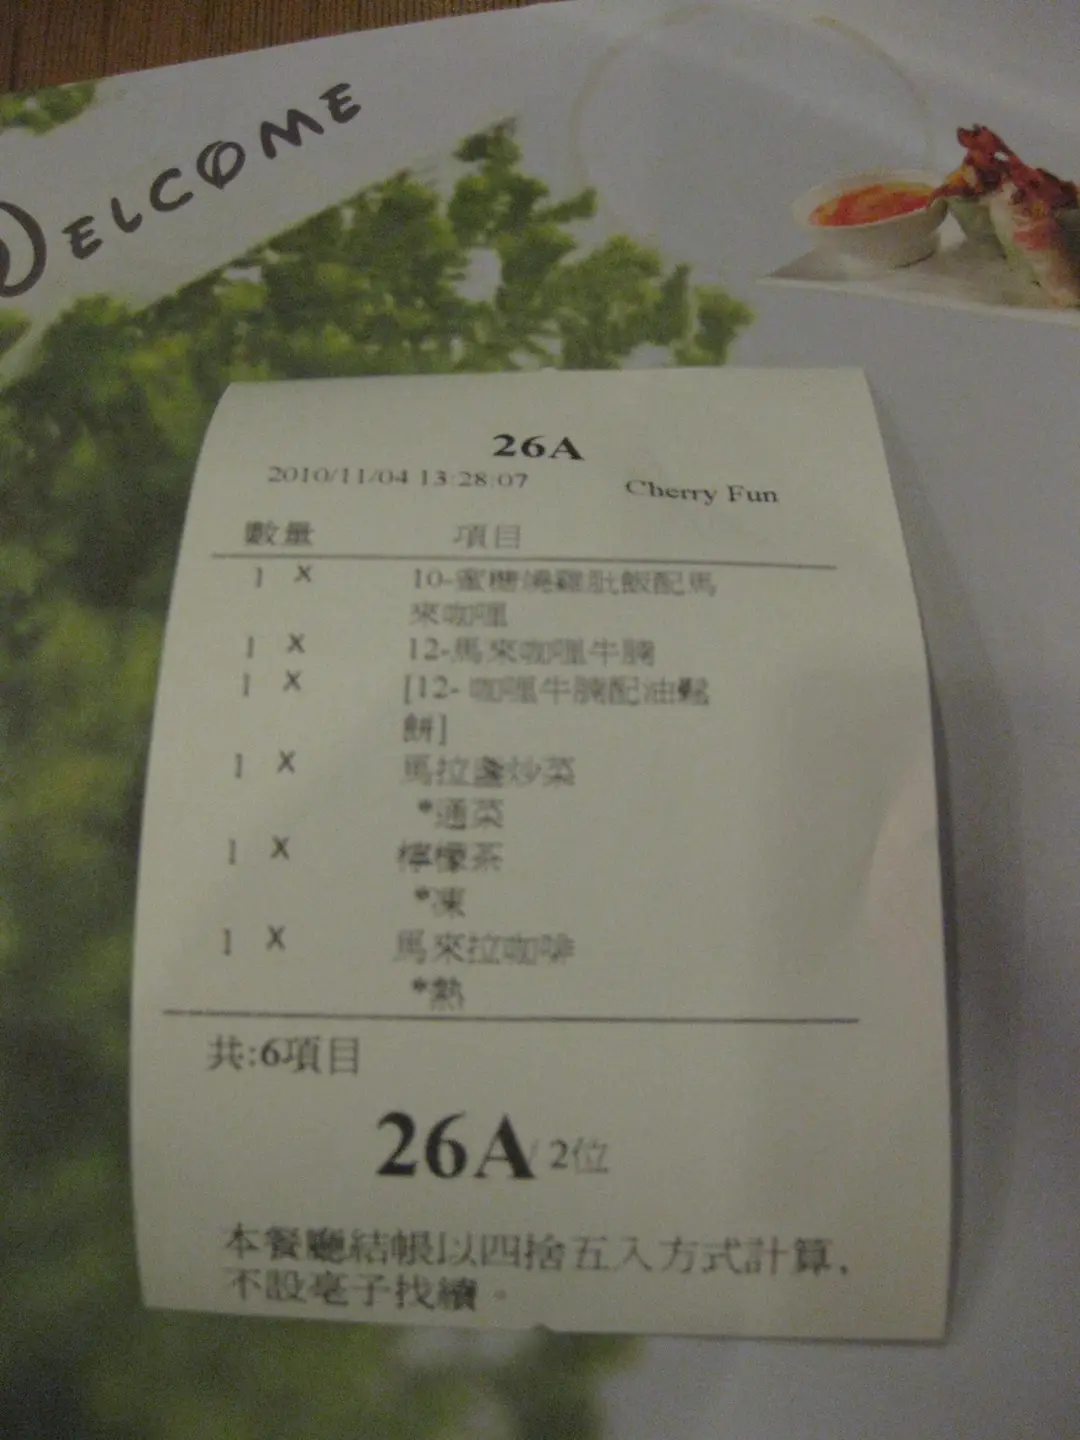 WELCOME
26A
2010/11/04 13:28:07 Cherry Fun
數量 項目
1 X 10-蜜糖燒雞肶飯配馬
來咖喱
1 X 12-馬來咖喱牛腩
1 X [12- 咖喱牛腩配油鬆
餅]
1 X 馬拉盞炒菜
*通菜
1 X 檸檬茶
*凍
1 X 馬來拉咖啡
*熱
共:6項目
26A/ 2位
本餐廳結帳以四捨五入方式計算,
不設毫子找續。